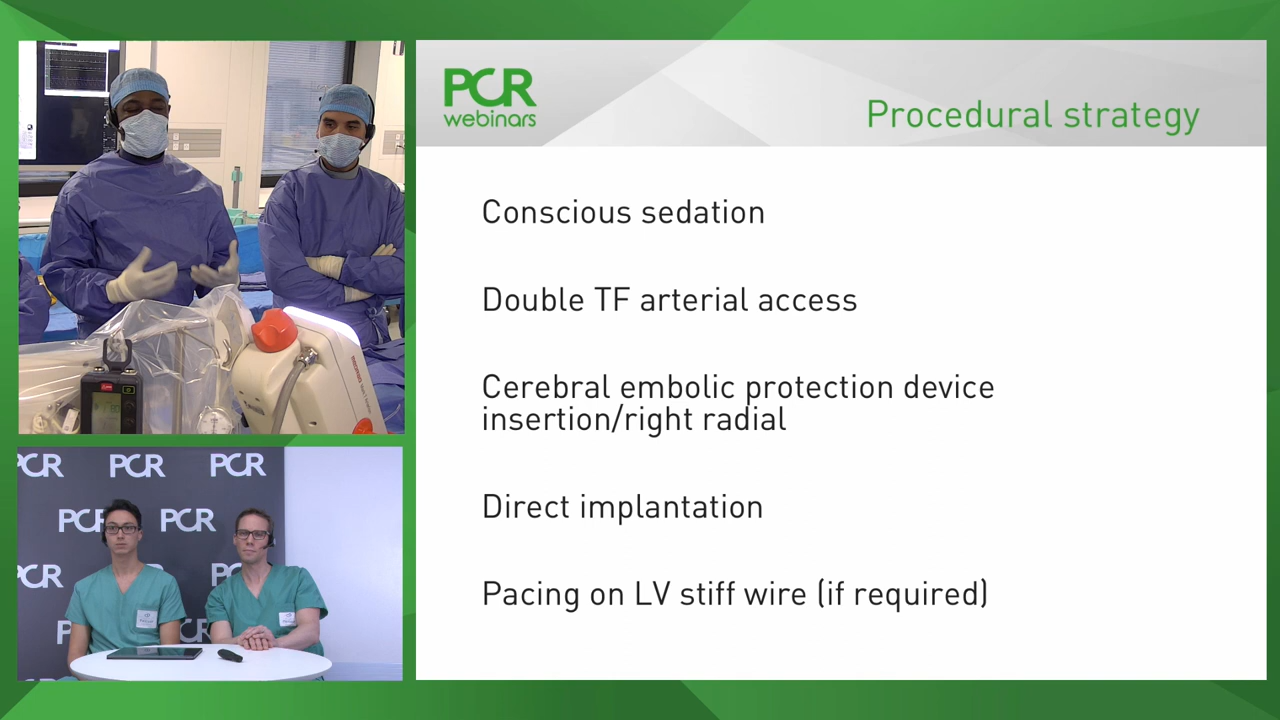 PCR
webinars
Procedural strategy
Conscious sedation
Double TF arterial access
Cerebral embolic protection device
insertion/right radial
Direct implantation
Pacing on LV stiff wire (if required)
PCR PCR PCR
PCR PCR
PCR